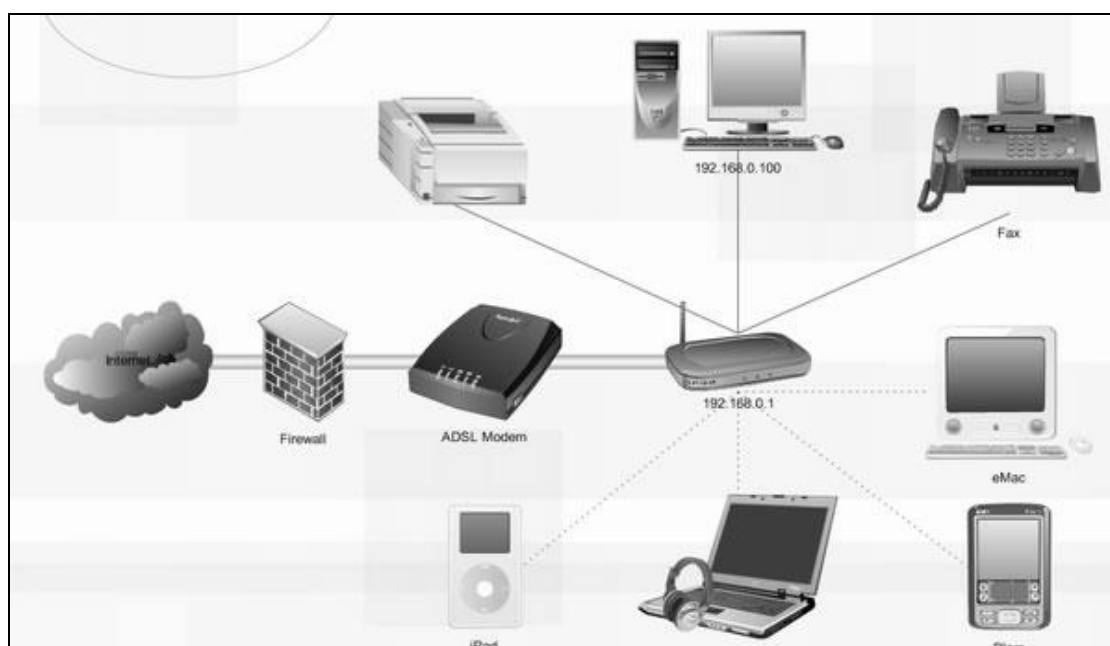 192.168.0.100
Fax
Internet
Firewall
ADSL Modem
192.168.0.1
eMac